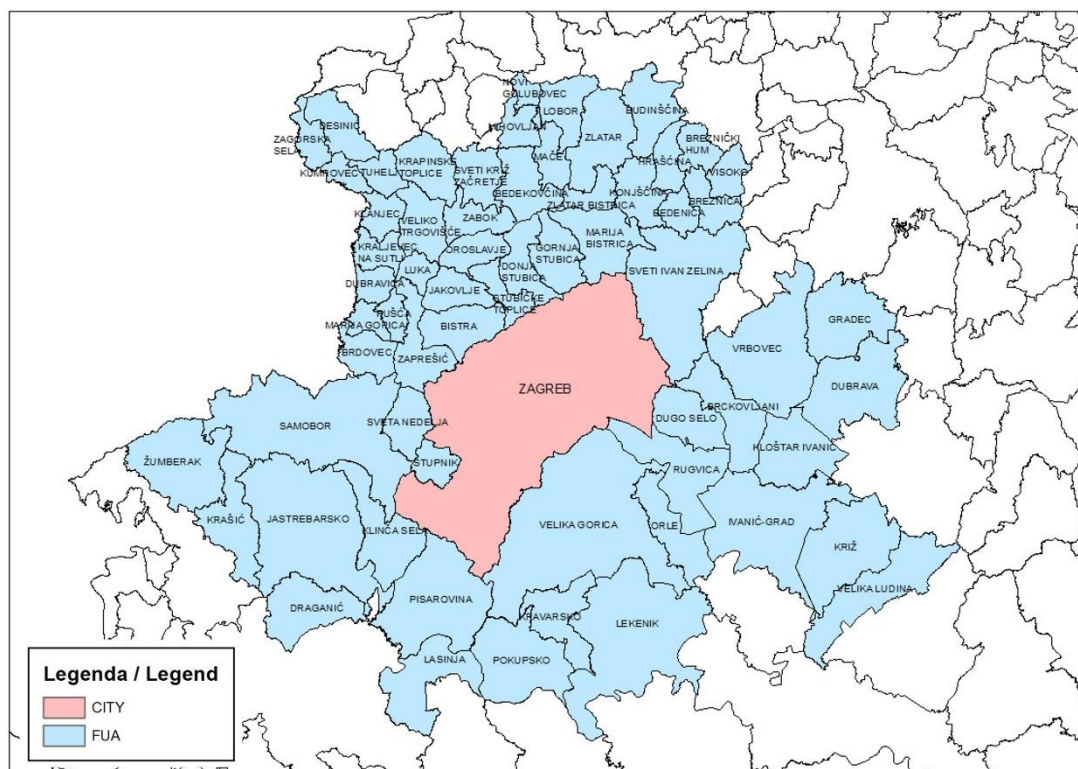 NOVI
GOLUBOVEC
LOBOR
BUDINŠČINA
DESINIĆ
MIHOVLJAN
ZLATAR
BREZNIČKI
HUM
ZAGORSKA
SELA
KRAPINSKE
TOPLICE
MAČE
HRAŠČINA
KUMROVEC
TUHELJ
SVETI KRIŽ
ZAČRETJE
VISOKO
BEDEKOVČINA
KONJŠČINA
BREZNICA
ZLATAR BISTRICA
BEDENICA
KLANJEC
VELIKO
TRGOVIŠĆE
ZABOK
MARIJA
BISTRICA
KRALJEVEC
NA SUTLI
OROSLAVJE
GORNJA
STUBICA
LUKA
DONJA
STUBICA
SVETI IVAN ZELINA
DUBRAVICA
JAKOVLJE
STUBIČKE
TOPLICE
PUŠĆA
MARIJA GORICA
BISTRA
GRADEC
BRDOVEC
ZAPREŠIĆ
VRBOVEC
ZAGREB
DUBRAVA
BRCKOVLJANI
SAMOBOR
SVETA NEDELJA
DUGO SELO
KLOŠTAR IVANIĆ
ŽUMBERAK
STUPNIK
RUGVICA
KRAŠIĆ
JASTREBARSKO
KLINČA SELA
VELIKA GORICA
ORLE
IVANIĆ-GRAD
KRIŽ
VELIKA LUDINA
DRAGANIĆ
PISAROVINA
KRAVARSKO
LEKENIK
LASINJA
POKUPSKO
Legenda / Legend
CITY
FUA